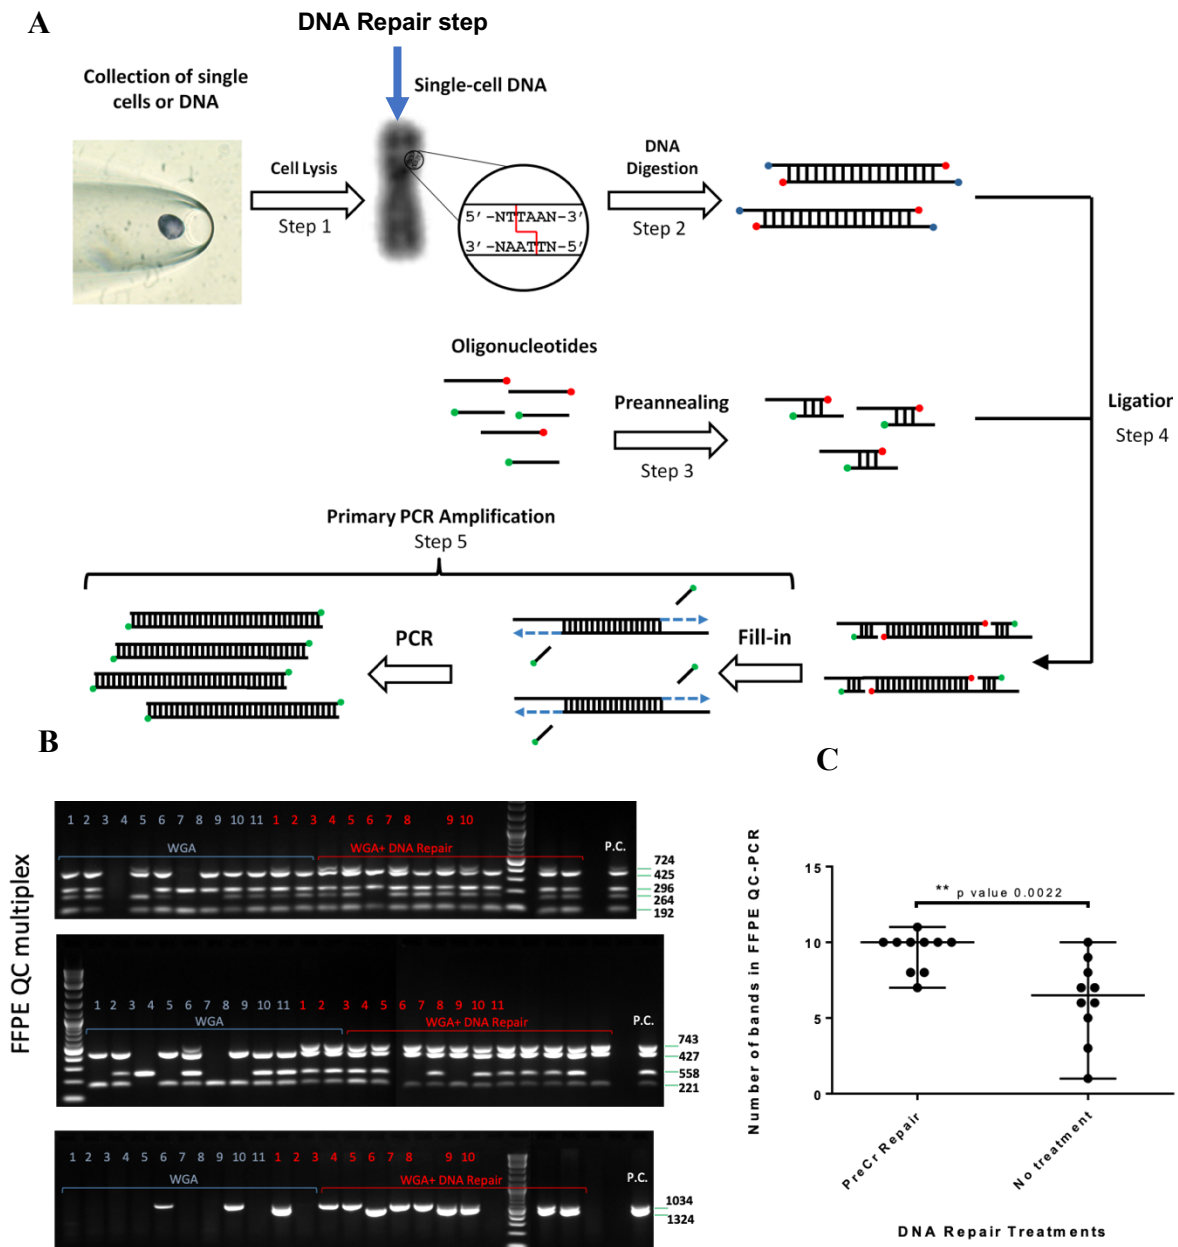 A
DNA Repair step
Collection of single
cells or DNA
Single-cell DNA
Cell Lysis
Step 1
5' -NTTAAN-3'
3' -NAATTN-5'
DNA
Digestion
Step 2
Oligonucleotides
Preannealing
Step 3
Ligation
Step 4
Primary PCR Amplification
Step 5
PCR
Fill-in
B
FFPE QC multiplex
1 2 3 4 5 6 7 8 9 10 11 1 2 3 4 5 6 7 8 9 10
WGA
WGA+ DNA Repair
P.C.
724
425
296
264
192
1 2 3 4 5 6 7 8 9 10 11 1 2 3 4 5 6 7 8 9 10 11
WGA
WGA+ DNA Repair
P.C.
743
427
558
221
1 2 3 4 5 6 7 8 9 10 11 1 2 3 4 5 6 7 8 9 10
WGA
WGA+ DNA Repair
P.C.
1034
1324
C
Number of bands in FFPE QC-PCR
15
10
5
0
** p value 0.0022
PreCr Repair
No treatment
DNA Repair Treatments